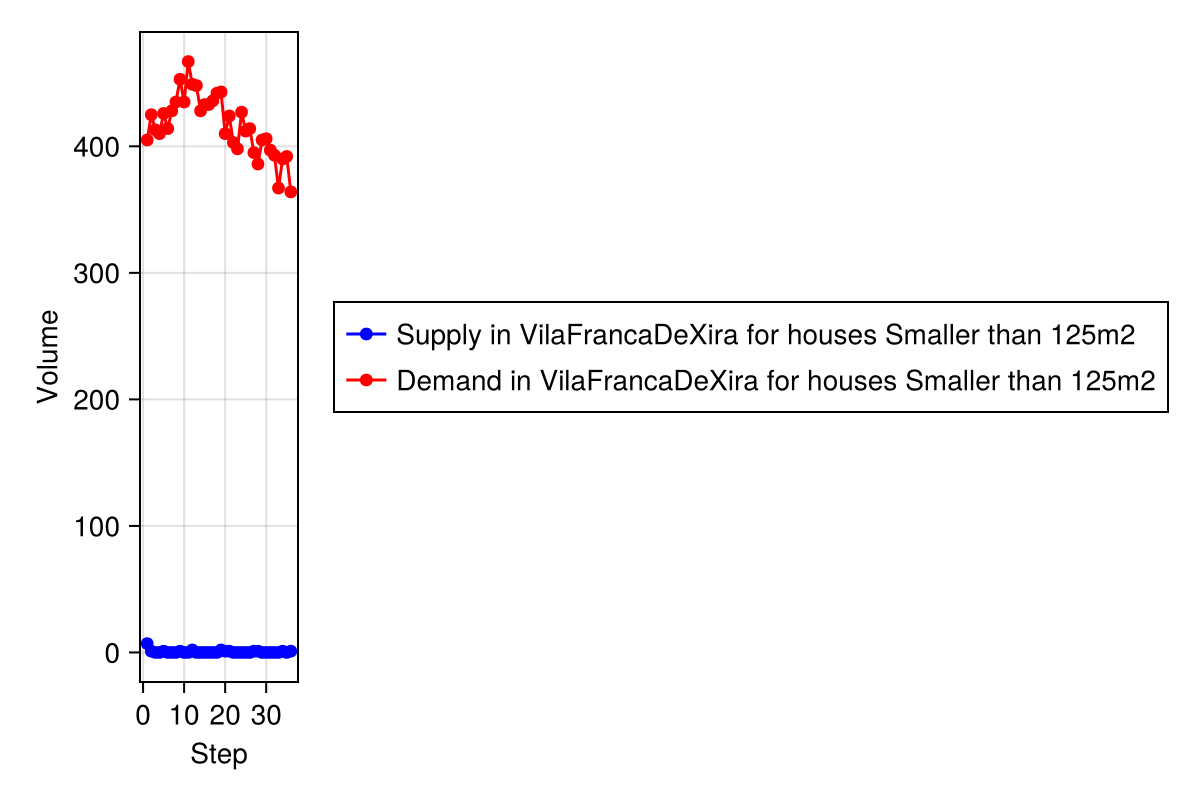 Volume
400
300
200
100
0
0 10 20 30
Step
Supply in VilaFrancaDeXira for houses Smaller than 125m2
Demand in VilaFrancaDeXira for houses Smaller than 125m2